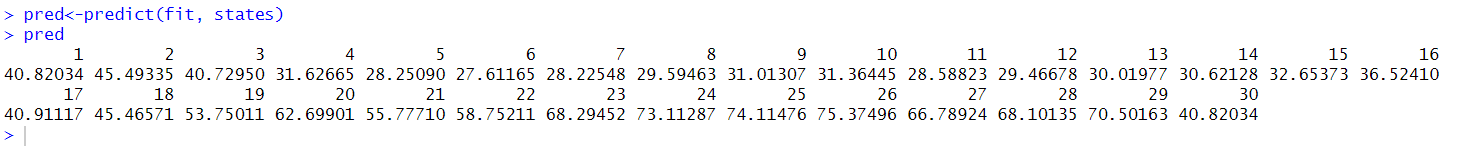 > pred<-predict(fit, states)
> pred
1 2 3 4 5 6 7 8 9 10 11 12 13 14 15 16
40.82034 45.49335 40.72950 31.62665 28.25090 27.61165 28.22548 29.59463 31.01307 31.36445 28.58823 29.46678 30.01977 30.62128 32.65373 36.52410
17 18 19 20 21 22 23 24 25 26 27 28 29 30
40.91117 45.46571 53.75011 62.69901 55.77710 58.75211 68.29452 73.11287 74.11476 75.37496 66.78924 68.10135 70.50163 40.82034
>